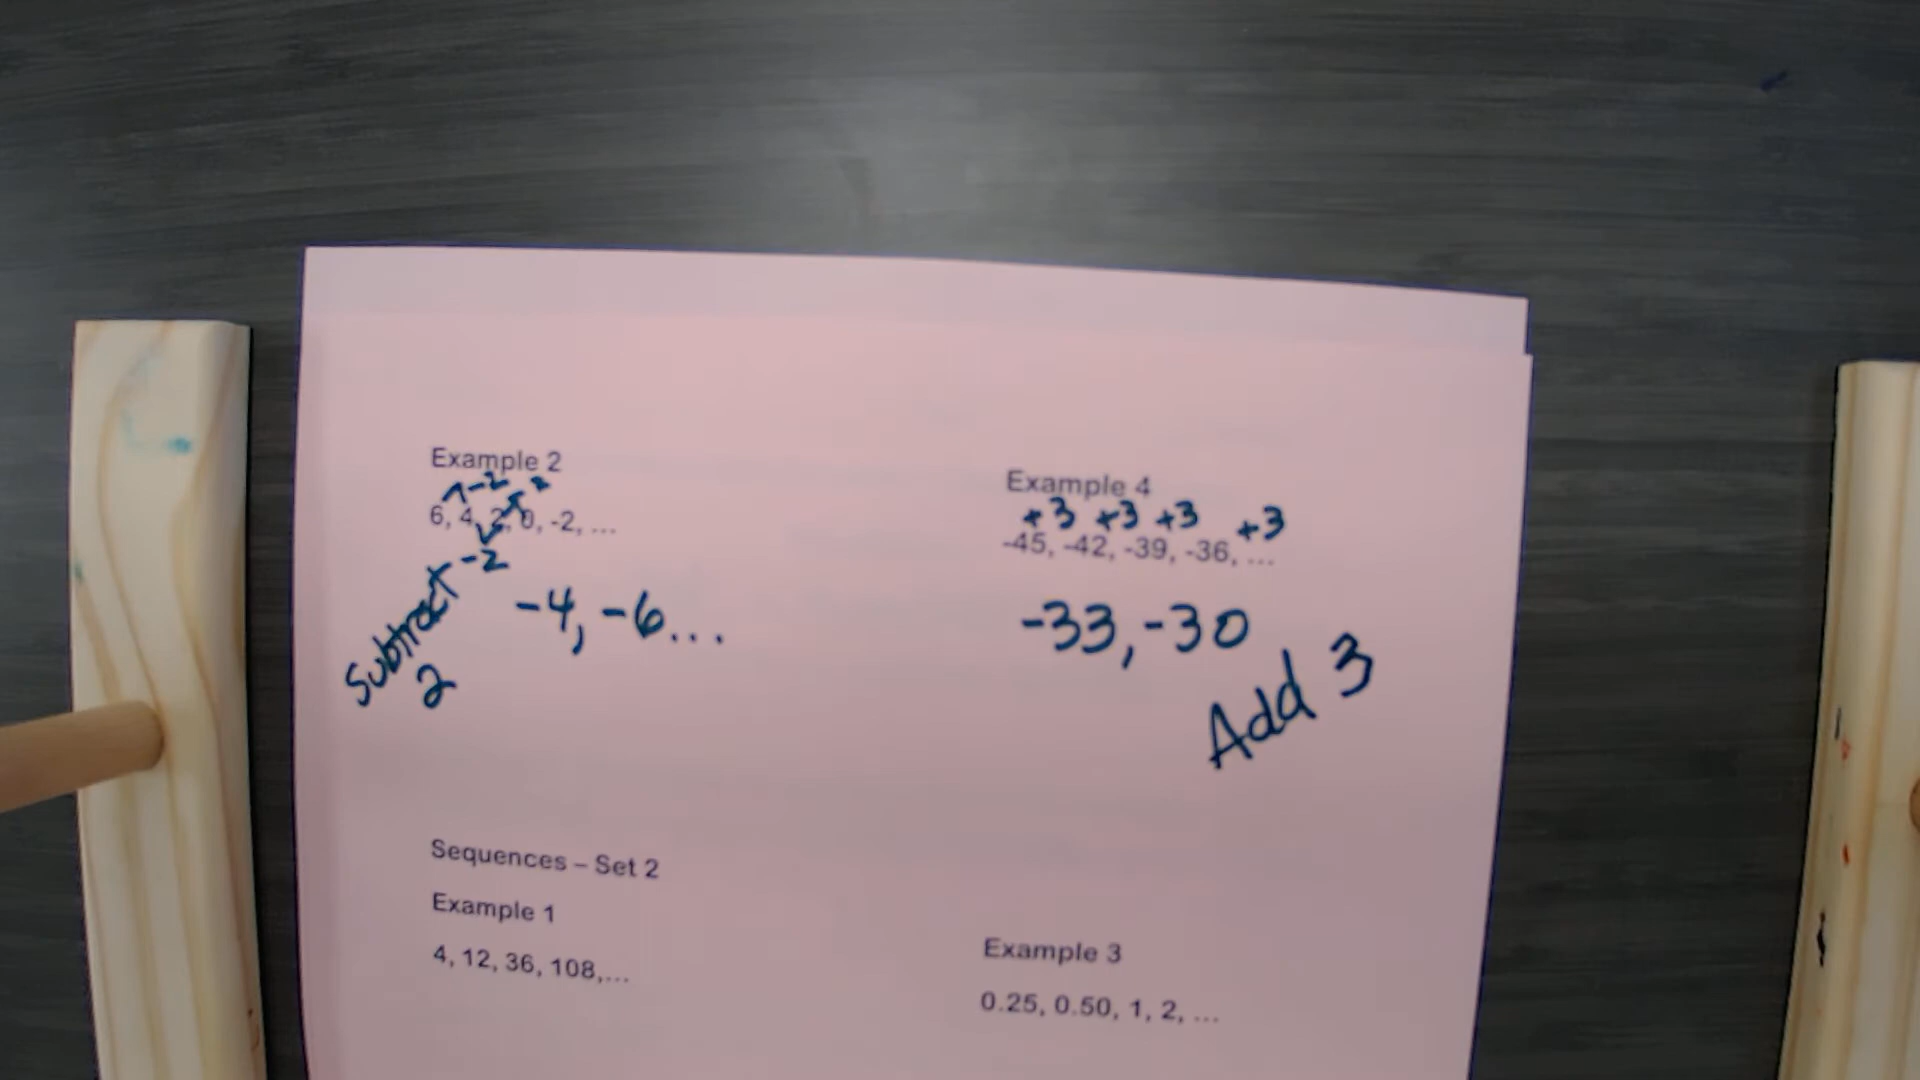 Example 2
-2 2
6, 4, 2, 0, -2, ...
-2
-4, -6...
Subtract
2
Example 4
+3 +3 +3 +3
-45, -42, -39, -36, ...
-33, -30
Add 3
Sequences – Set 2
Example 1
4, 12, 36, 108,...
Example 3
0.25, 0.50, 1, 2, ...